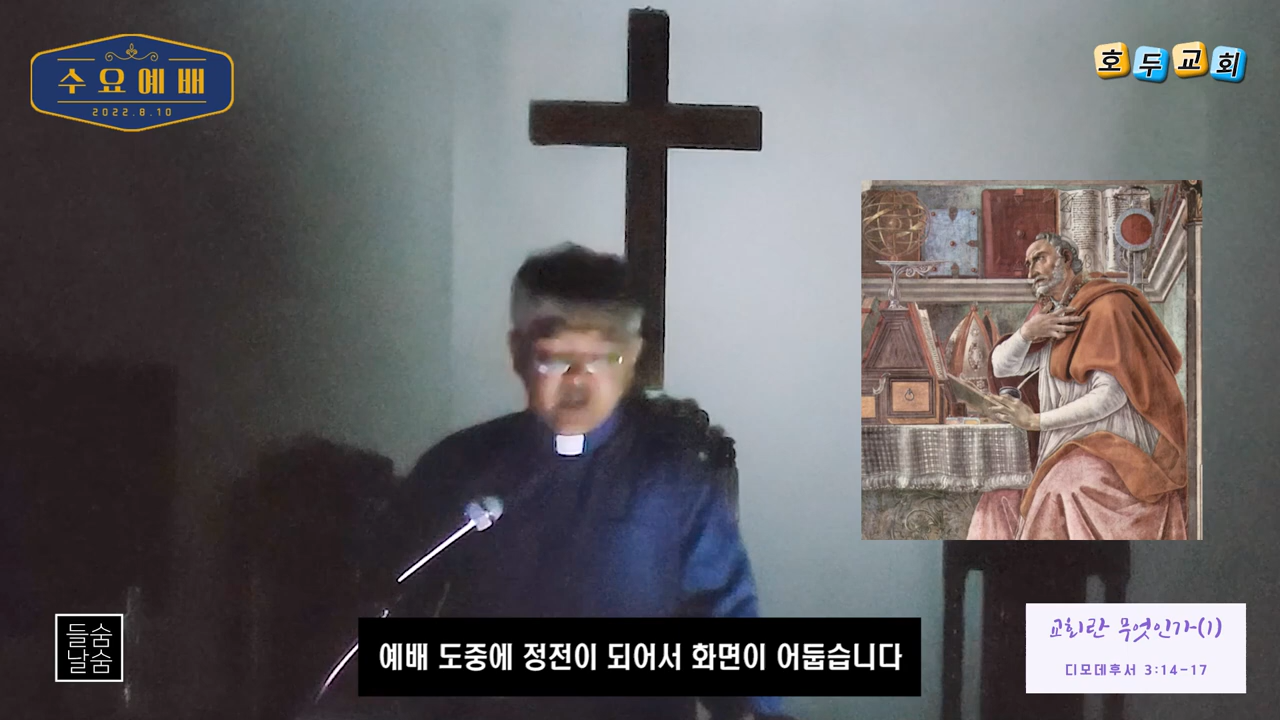 수요예배
2022.8.10
호두교회
들숨
날숨
예배 도중에 정전이 되어서 화면이 어둡습니다
교회란 무엇인가(1)
디모데후서 3:14-17